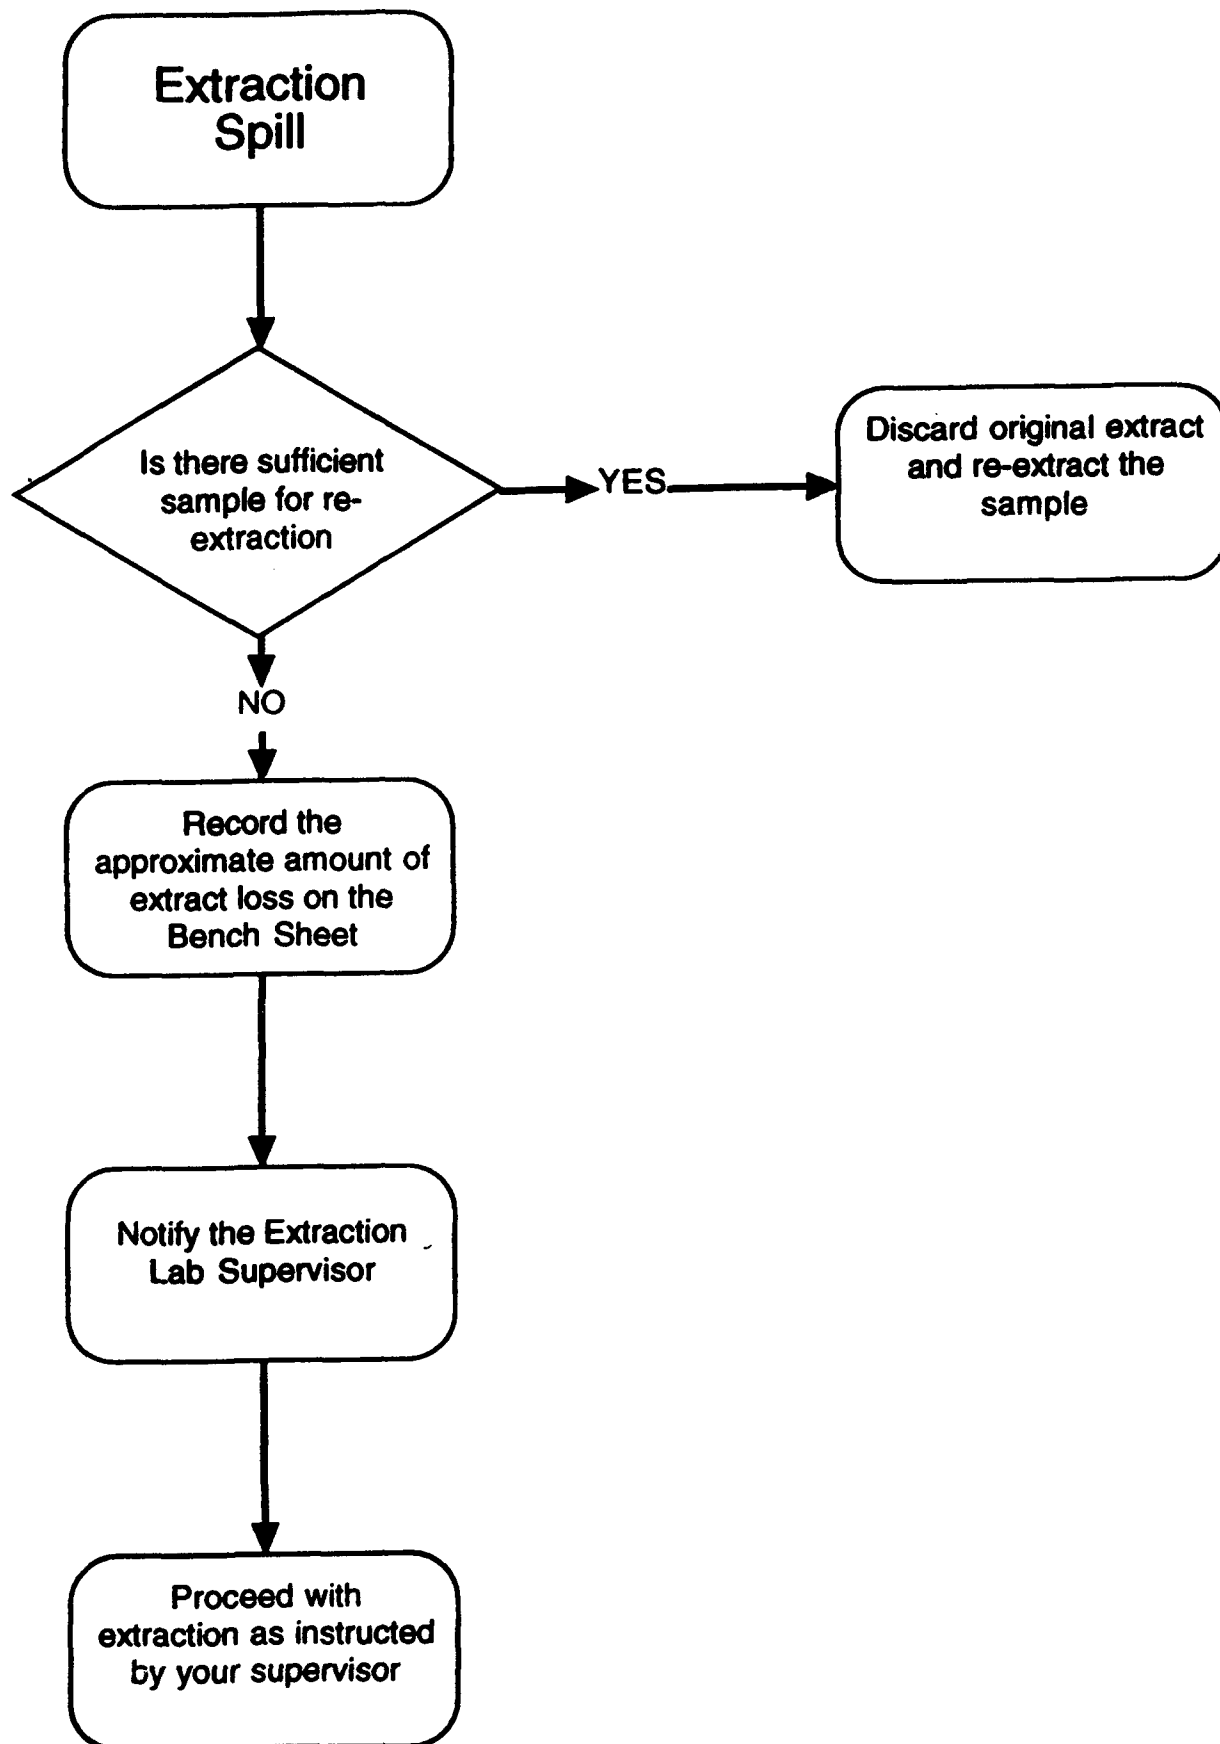 Extraction
Spill
Is there sufficient
sample for re-
extraction
YES
Discard original extract
and re-extract the
sample
NO
Record the
approximate amount of
extract loss on the
Bench Sheet
Notify the Extraction
Lab Supervisor
Proceed with
extraction as instructed
by your supervisor